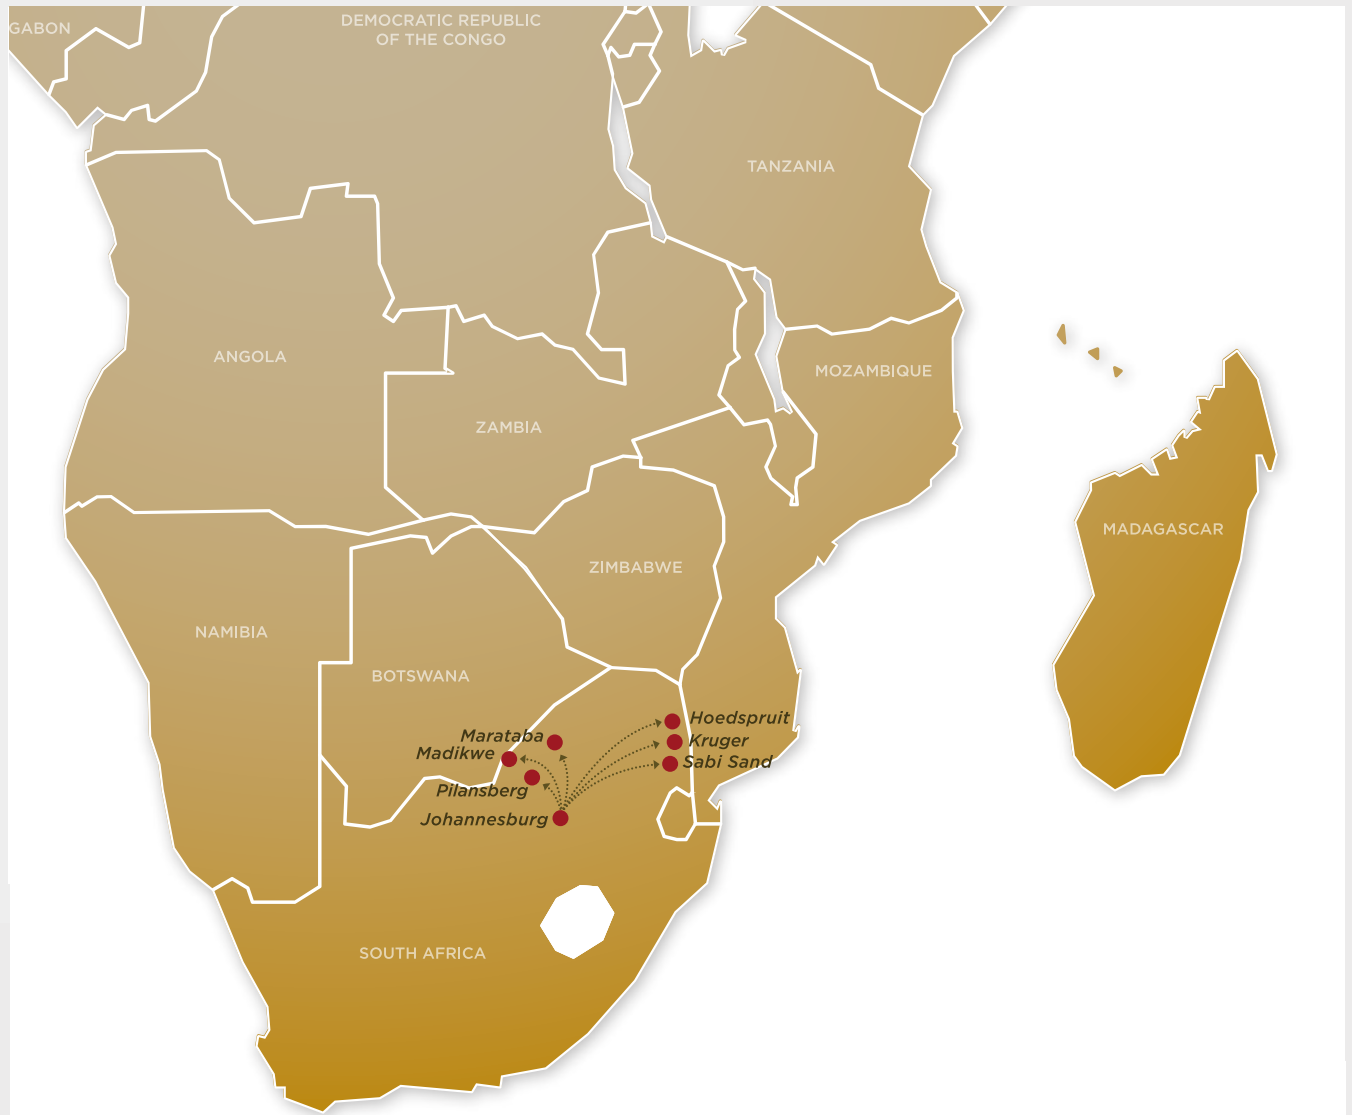 GABON
DEMOCRATIC REPUBLIC
OF THE CONGO
TANZANIA
ANGOLA
MOZAMBIQUE
ZAMBIA
MADAGASCAR
ZIMBABWE
NAMIBIA
BOTSWANA
Hoedspruit
Marataba
Kruger
Madikwe
Sabi Sand
Pilansberg
Johannesburg
SOUTH AFRICA